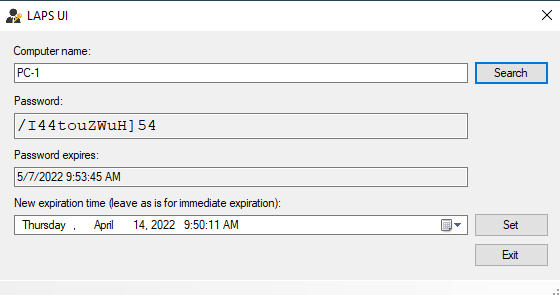 LAPS UI
Computer name:
PC-1
Search
Password:
/I44touZWuH]54
Password expires:
5/7/2022 9:53:45 AM
New expiration time (leave as is for immediate expiration):
Thursday , April 14, 2022 9:50:11 AM
Set
Exit